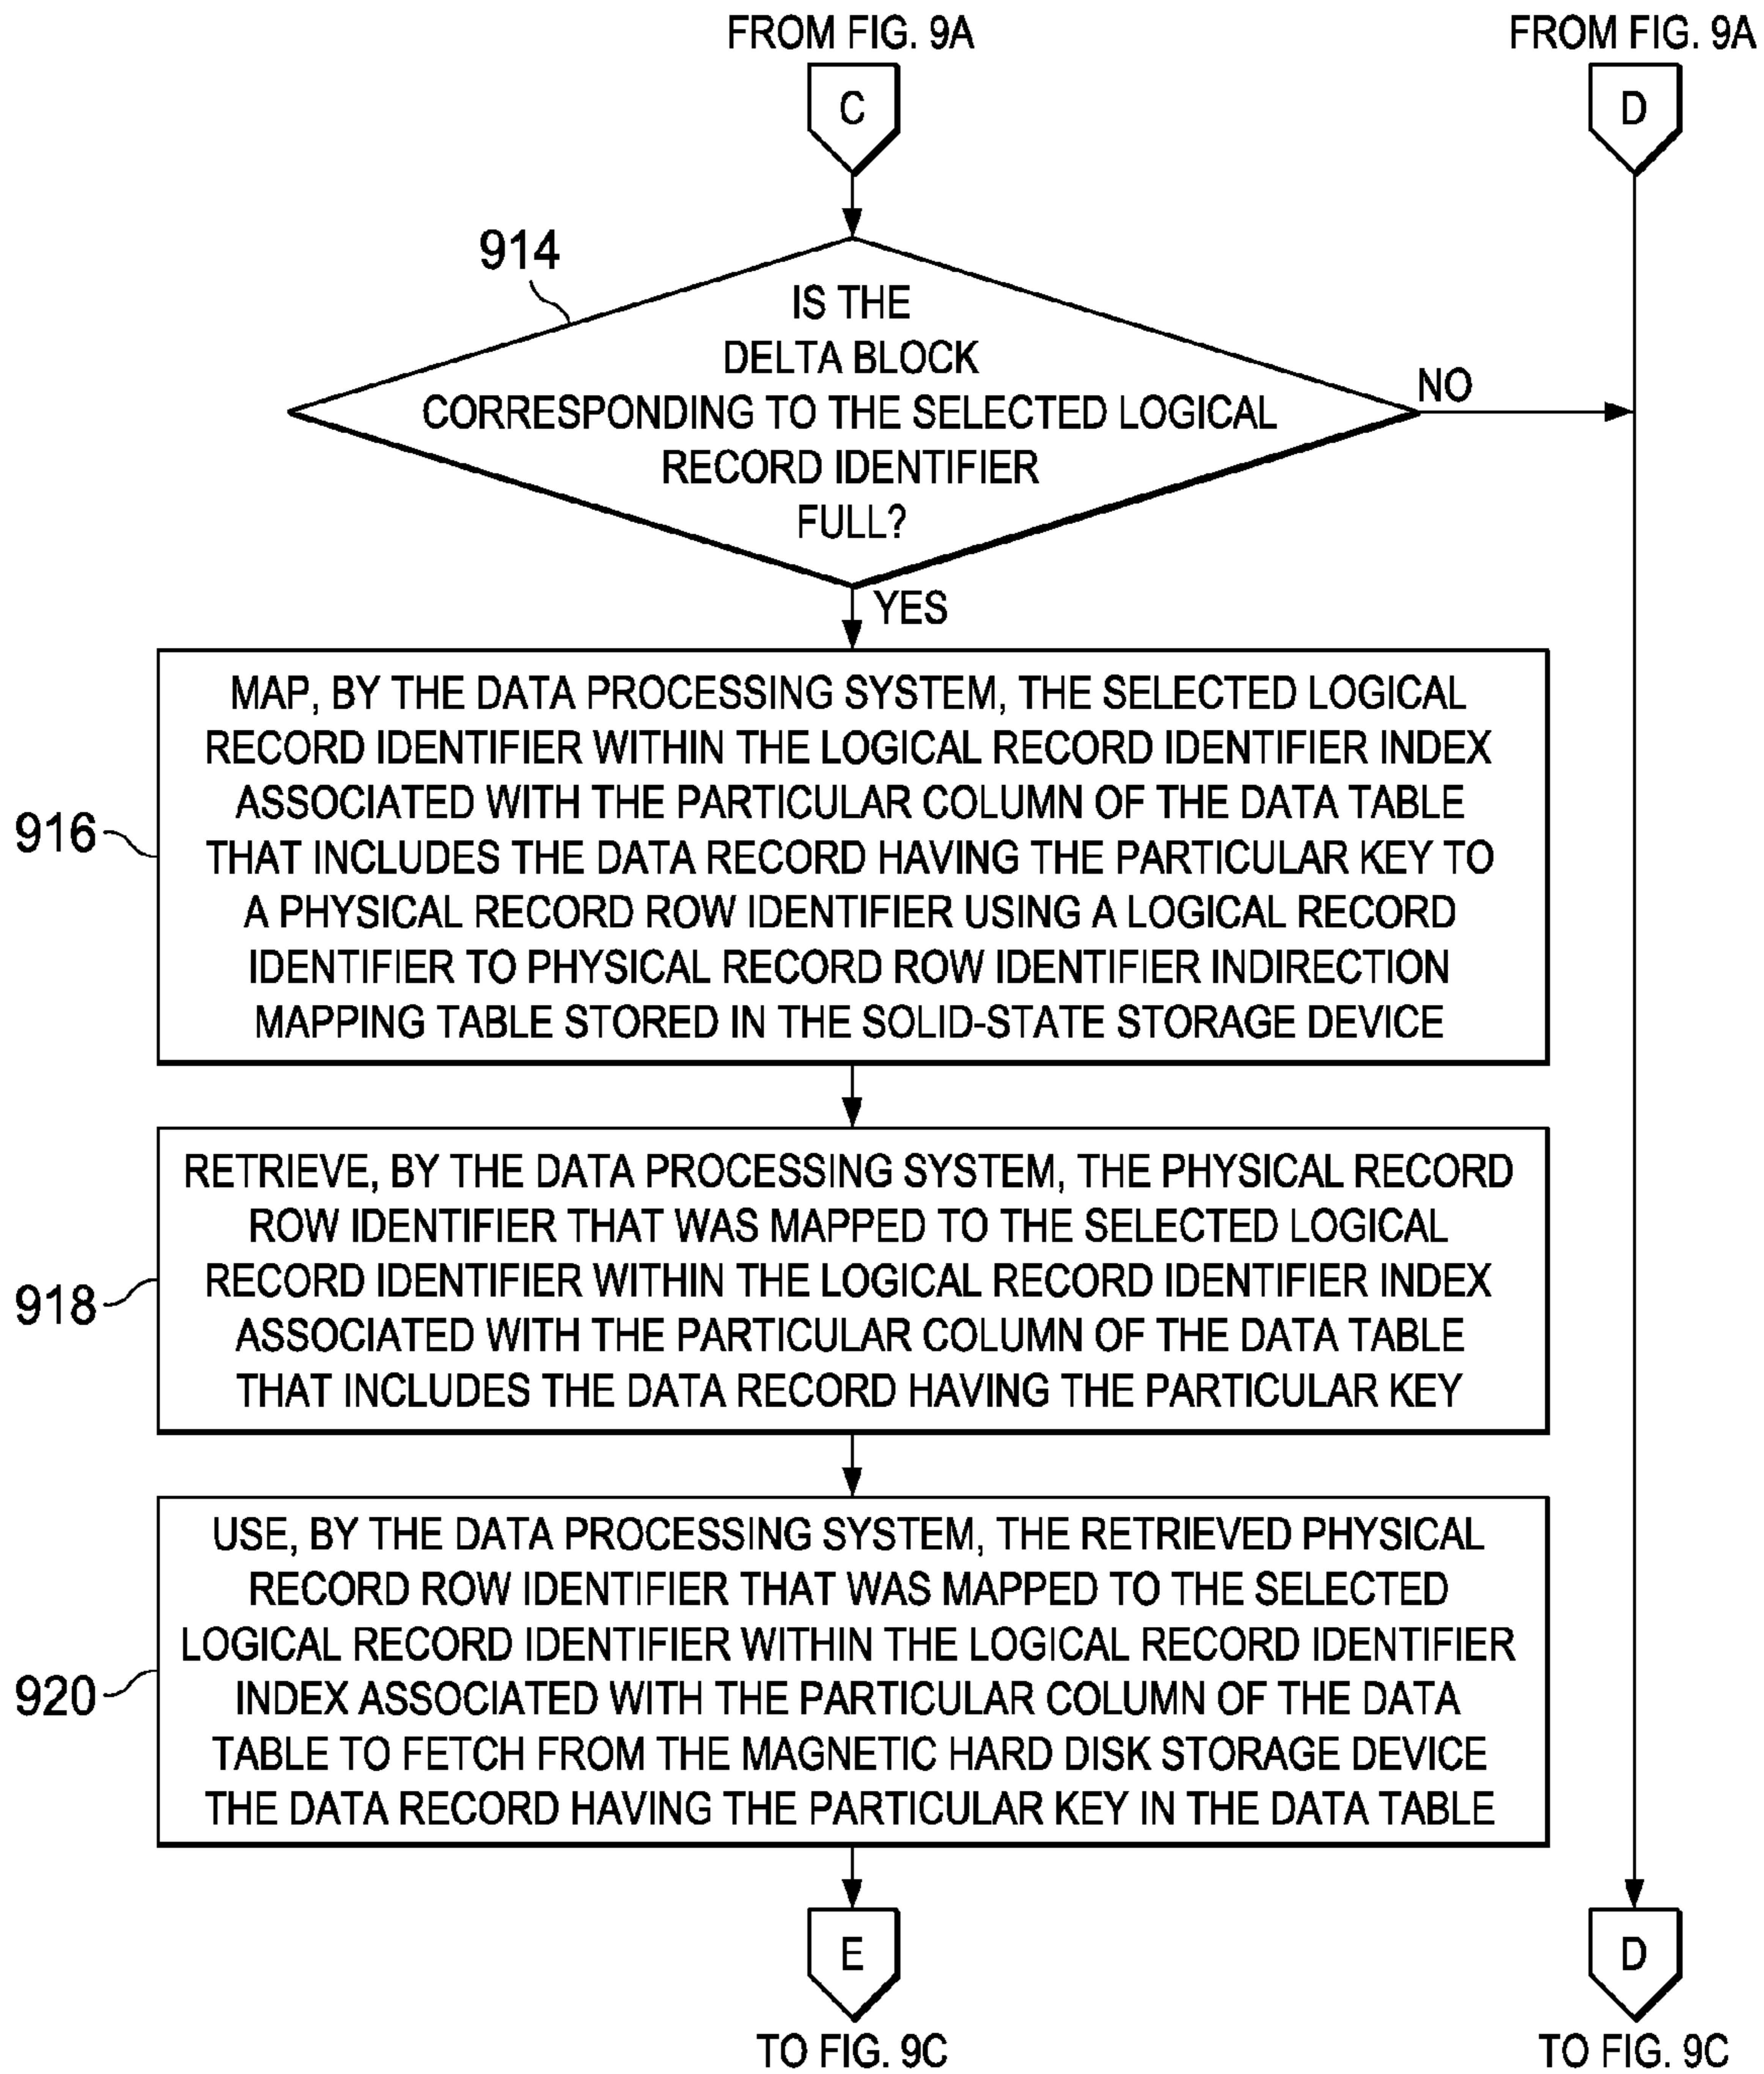 FROM FIG. 9A
FROM FIG. 9A
C
D
914
IS THE
DELTA BLOCK
CORRESPONDING TO THE SELECTED LOGICAL
RECORD IDENTIFIER
FULL?
NO
YES
916
MAP, BY THE DATA PROCESSING SYSTEM, THE SELECTED LOGICAL
RECORD IDENTIFIER WITHIN THE LOGICAL RECORD IDENTIFIER INDEX
ASSOCIATED WITH THE PARTICULAR COLUMN OF THE DATA TABLE
THAT INCLUDES THE DATA RECORD HAVING THE PARTICULAR KEY TO
A PHYSICAL RECORD ROW IDENTIFIER USING A LOGICAL RECORD
IDENTIFIER TO PHYSICAL RECORD ROW IDENTIFIER INDIRECTION
MAPPING TABLE STORED IN THE SOLID-STATE STORAGE DEVICE
918
RETRIEVE, BY THE DATA PROCESSING SYSTEM, THE PHYSICAL RECORD
ROW IDENTIFIER THAT WAS MAPPED TO THE SELECTED LOGICAL
RECORD IDENTIFIER WITHIN THE LOGICAL RECORD IDENTIFIER INDEX
ASSOCIATED WITH THE PARTICULAR COLUMN OF THE DATA TABLE
THAT INCLUDES THE DATA RECORD HAVING THE PARTICULAR KEY
920
USE, BY THE DATA PROCESSING SYSTEM, THE RETRIEVED PHYSICAL
RECORD ROW IDENTIFIER THAT WAS MAPPED TO THE SELECTED
LOGICAL RECORD IDENTIFIER WITHIN THE LOGICAL RECORD IDENTIFIER
INDEX ASSOCIATED WITH THE PARTICULAR COLUMN OF THE DATA
TABLE TO FETCH FROM THE MAGNETIC HARD DISK STORAGE DEVICE
THE DATA RECORD HAVING THE PARTICULAR KEY IN THE DATA TABLE
E
D
TO FIG. 9C
TO FIG. 9C